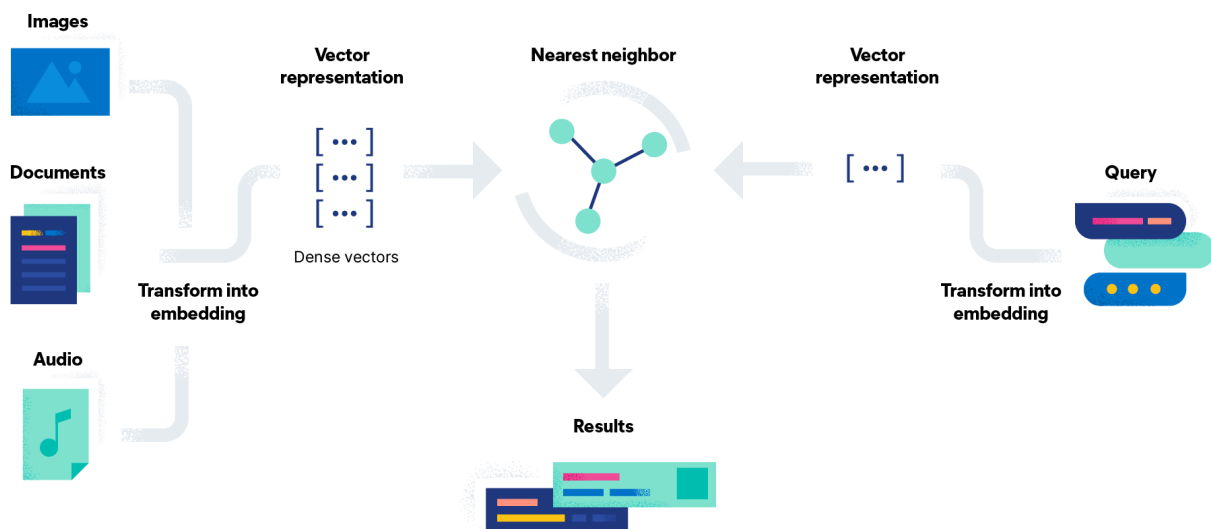 Images
Vector
representation
Nearest neighbor
Vector
representation
[•••]
[•••]
[•••]
[•••]
Documents
Query
Dense vectors
Transform into
embedding
Transform into
embedding
Audio
Results